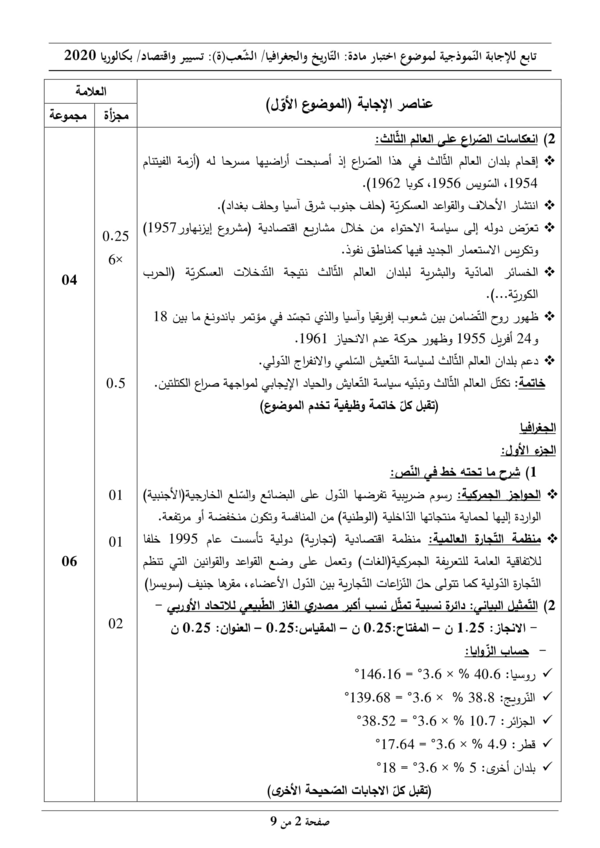 تابع للإجابة النّموذجية لموضوع اختبار مادة: التّاريخ والجغرافيا/ الشّعب(ة): تسيير واقتصاد/ بكالوريا 2020
العلامة
عناصر الإجابة (الموضوع الأوّل)
مجزأة
مجموعة
2) انعكاسات الصّراع على العالم الثّالث:
❖ إقحام بلدان العالم الثّالث في هذا الصّراع إذ أصبحت أراضيها مسرحا له (أزمة الفيتنام
1954، السّويس 1956، كوبا 1962).
❖ انتشار الأحلاف والقواعد العسكريّة (حلف جنوب شرق آسيا وحلف بغداد).
❖ تعرّض دوله إلى سياسة الاحتواء من خلال مشاريع اقتصادية (مشروع إيزنهاور1957)
وتكريس الاستعمار الجديد فيها كمناطق نفوذ.
❖ الخسائر المادّية والبشرية لبلدان العالم الثّالث نتيجة التّدخلات العسكريّة (الحرب
الكوريّة...).
❖ ظهور روح التّضامن بين شعوب إفريقيا وآسيا والذي تجسّد في مؤتمر باندونغ ما بين 18
و24 أفريل 1955 وظهور حركة عدم الانحياز 1961.
❖ دعم بلدان العالم الثّالث لسياسة التّعيش السّلمي والانفراج الدّولي.
0.25
×6
04
خاتمة: تكتّل العالم الثّالث وتبنّيه سياسة التّعايش والحياد الإيجابي لمواجهة صراع الكتلتين.
0.5
(تقبل كلّ خاتمة وظيفية تخدم الموضوع)
الجغرافيا
الجزء الأول:
1) شرح ما تحته خط في النّص:
❖ الحواجز الجمركية: رسوم ضريبية تفرضها الدّول على البضائع والسّلع الخارجية(الأجنبية)
01
الواردة إليها لحماية منتجاتها الدّاخلية (الوطنية) من المنافسة وتكون منخفضة أو مرتفعة.
❖ منظمة التّجارة العالمية: منظمة اقتصادية (تجارية) دولية تأسست عام 1995 خلفا
01
للاتفاقية العامة للتعريفة الجمركية(الغات) وتعمل على وضع القواعد والقوانين التي تنظم
06
التّجارة الدّولية كما تتولى حلّ النّزاعات التّجارية بين الدّول الأعضاء، مقرها جنيف (سويسرا)
2) التّمثيل البياني: دائرة نسبية تمثّل نسب أكبر مصدري الغاز الطّبيعي للاتحاد الأوربي –
02
– الانجاز: 1.25 ن – المفتاح:0.25 ن – المقياس:0.25 – العنوان: 0.25 ن
– حساب الزّوايا:
✓ روسيا: 40.6 % × 3.6° = 146.16°
✓ النّرويج: 38.8 % × 3.6° = 139.68°
✓ الجزائر: 10.7 % × 3.6° = 38.52°
✓ قطر: 4.9 % × 3.6° = 17.64°
✓ بلدان أخرى: 5 % × 3.6° = 18°
(تقبل كلّ الاجابات الصّحيحة الأخرى)
صفحة 2 من 9